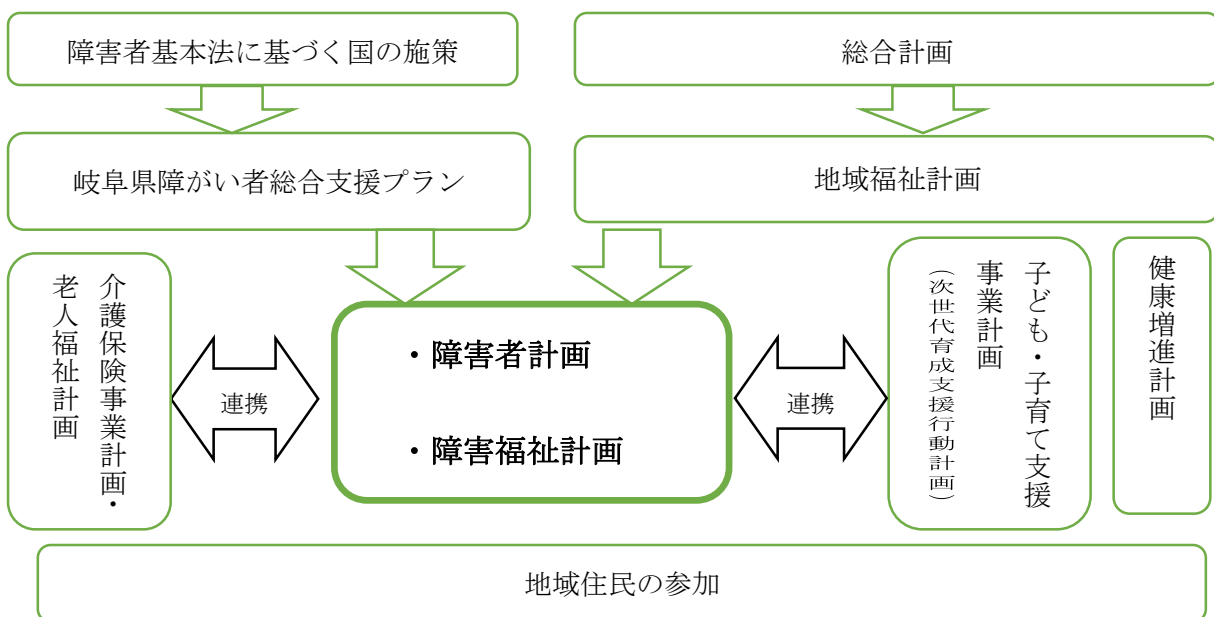 障害者基本法に基づく国の施策
総合計画
岐阜県障がい者総合支援プラン
地域福祉計画
介護保険事業計画・
老人福祉計画
連携
・障害者計画
・障害福祉計画
連携
子ども・子育て支援
事業計画
（次世代育成支援行動計画）
健康増進計画
地域住民の参加